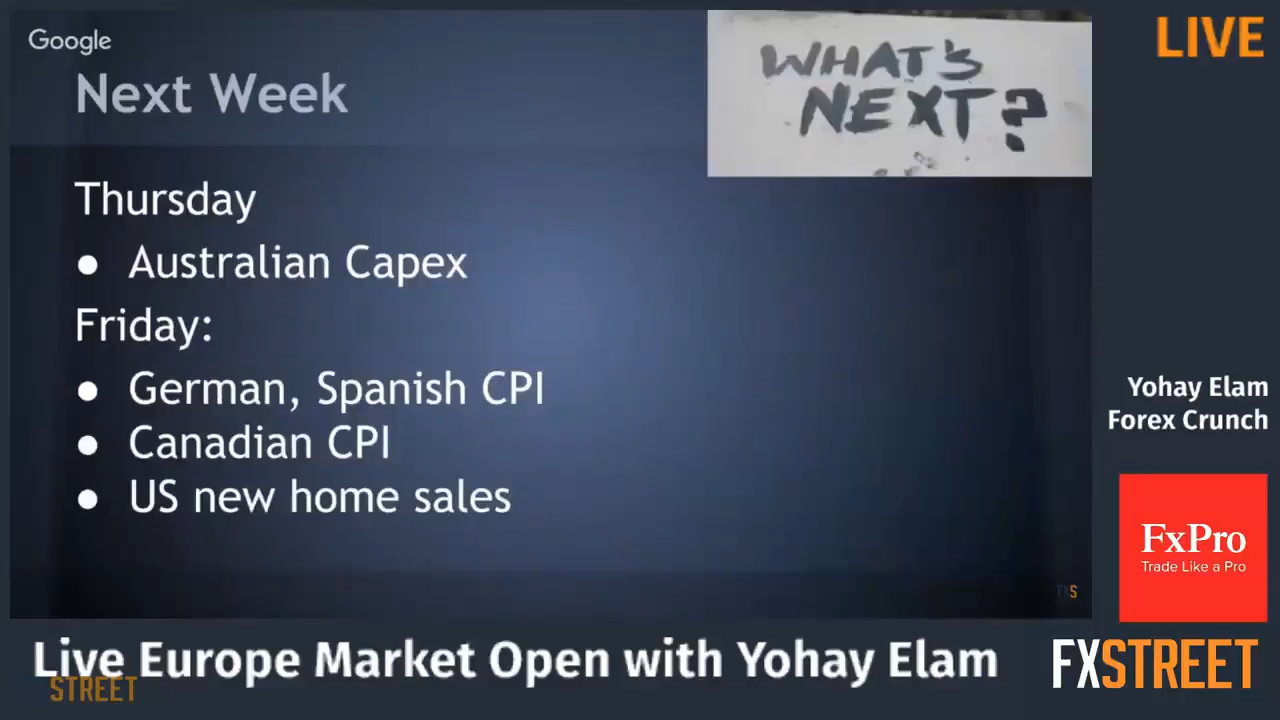 Google
Next Week
WHAT'S
NEXT?
LIVE
Thursday
● Australian Capex
Friday:
● German, Spanish CPI
● Canadian CPI
● US new home sales
Yohay Elam
Forex Crunch
FxPro
Trade Like a Pro
FXS
Live Europe Market Open with Yohay Elam
STREET
FXSTREET